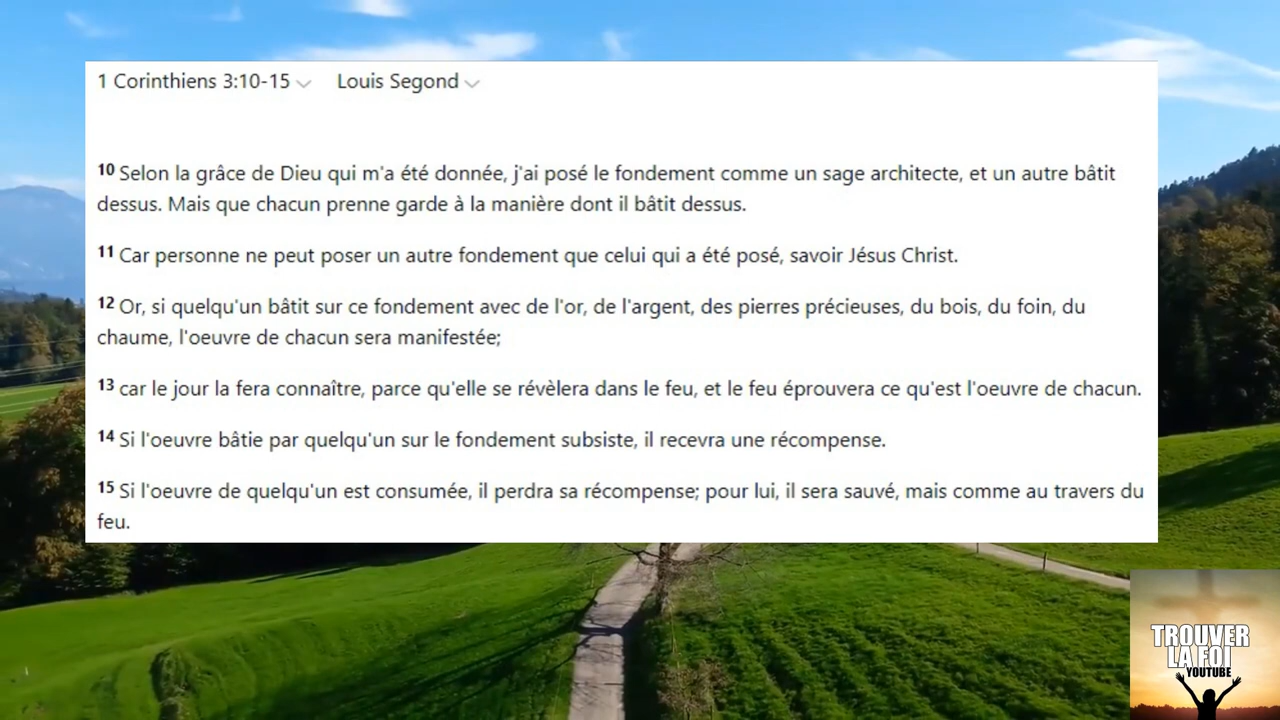 1 Corinthiens 3:10-15 Louis Segond
10 Selon la grâce de Dieu qui m'a été donnée, j'ai posé le fondement comme un sage architecte, et un autre bâtit
dessus. Mais que chacun prenne garde à la manière dont il bâtit dessus.
11 Car personne ne peut poser un autre fondement que celui qui a été posé, savoir Jésus Christ.
12 Or, si quelqu'un bâtit sur ce fondement avec de l'or, de l'argent, des pierres précieuses, du bois, du foin, du
chaume, l'oeuvre de chacun sera manifestée;
13 car le jour la fera connaître, parce qu'elle se révèlera dans le feu, et le feu éprouvera ce qu'est l'oeuvre de chacun.
14 Si l'oeuvre bâtie par quelqu'un sur le fondement subsiste, il recevra une récompense.
15 Si l'oeuvre de quelqu'un est consumée, il perdra sa récompense; pour lui, il sera sauvé, mais comme au travers du
feu.
TROUVER
LA FOI
YOUTUBE